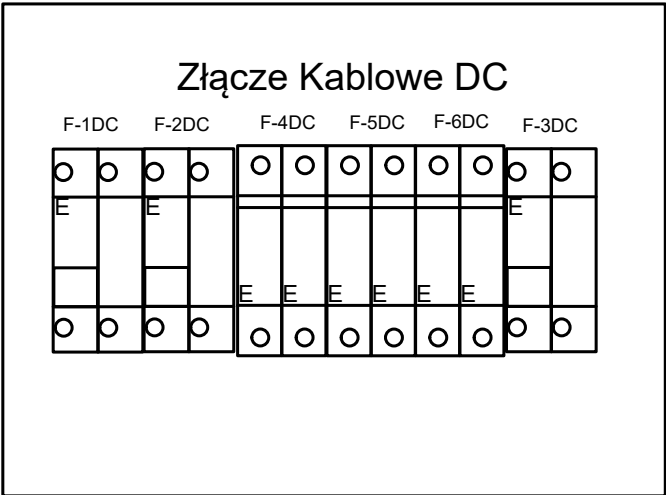 Złącze Kablowe DC
F-1DC F-2DC F-4DC F-5DC F-6DC F-3DC
E E E
E E E E E E